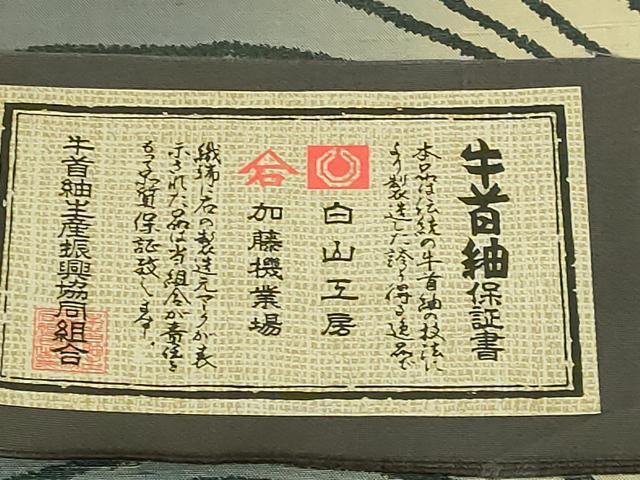 牛首紬保証書
本品は伝統の牛首紬の技法に
より製造した誇り得る逸品で
白山工房
加藤機業場
織端に右の製造元マークが表
示された品は当組合が責任を
もって品質保証致します。
牛首紬生産振興協同組合